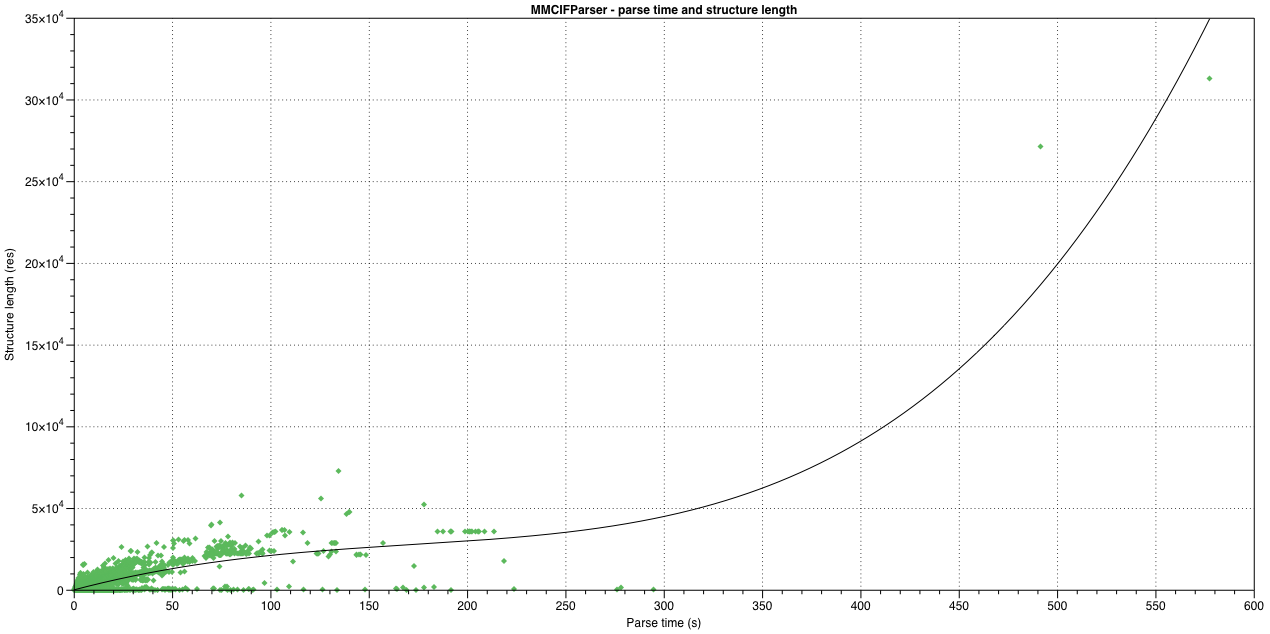 MMCIFParser - parse time and structure length
35×10⁴
30×10⁴
25×10⁴
20×10⁴
15×10⁴
10×10⁴
5×10⁴
0
Structure length (res)
0 50 100 150 200 250 300 350 400 450 500 550 600
Parse time (s)